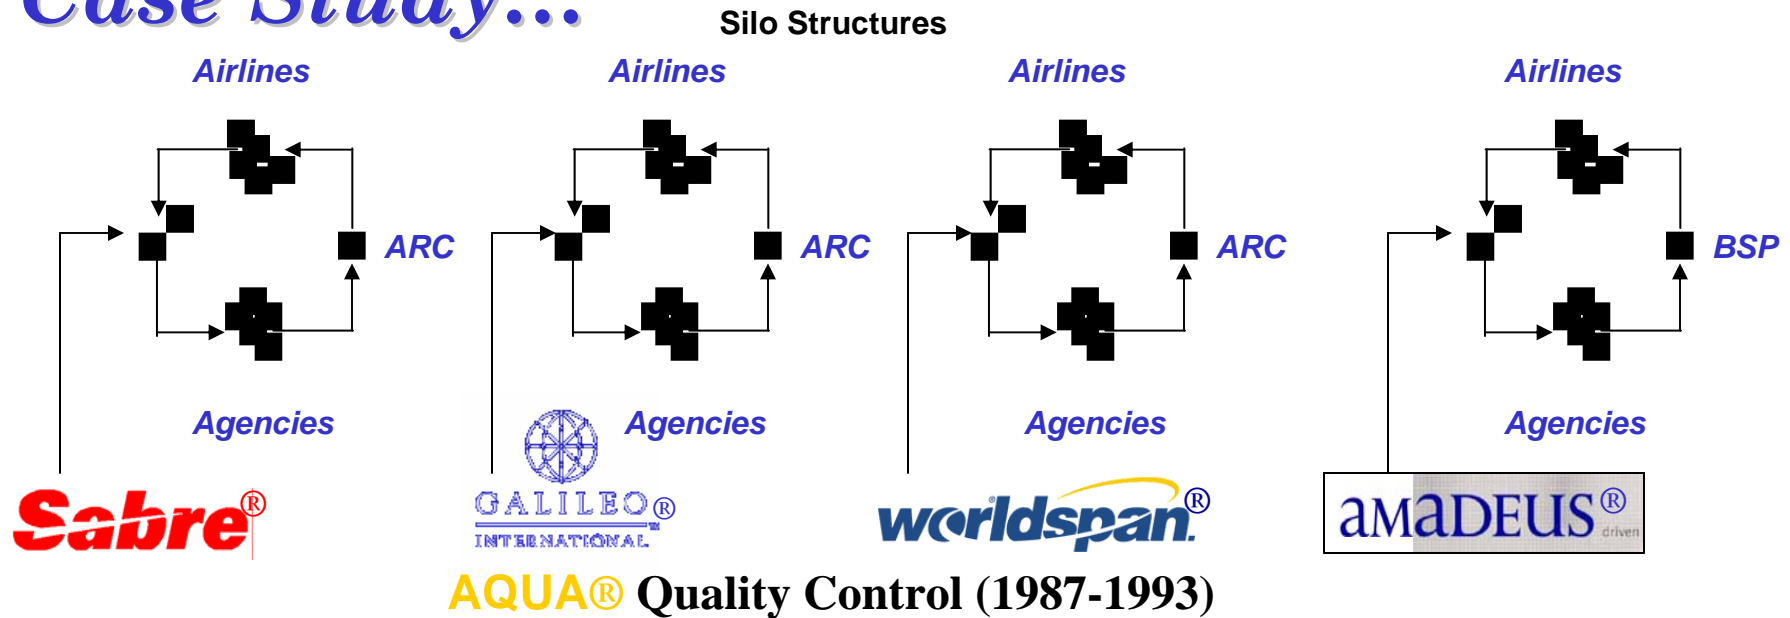 Case Study...
Silo Structures
Airlines Airlines Airlines Airlines
ARC ARC ARC BSP
Agencies Agencies Agencies Agencies
Sabre®
GALILEO®
INTERNATIONAL™
worldspan.®
aMaDEUS®
driven
AQUA® Quality Control (1987-1993)